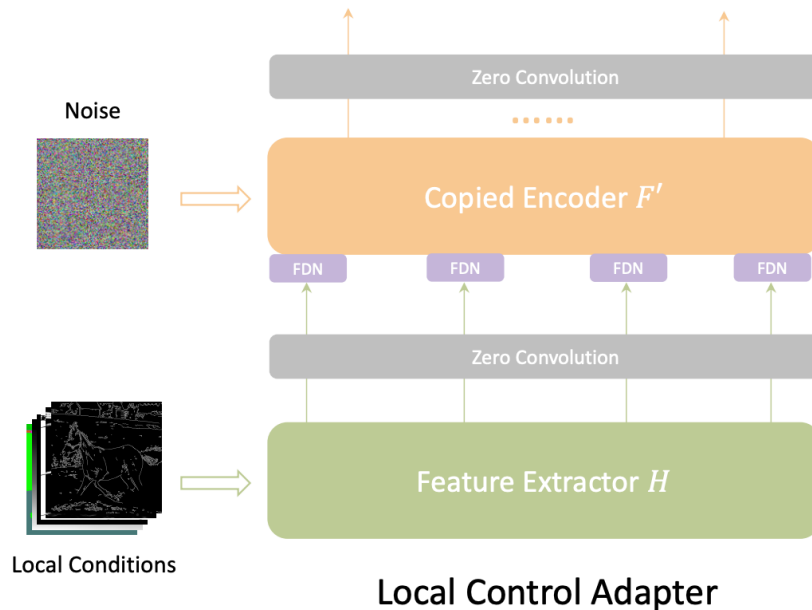 Zero Convolution
Noise
......
Copied Encoder F′
FDN FDN FDN FDN
Zero Convolution
Feature Extractor H
Local Conditions
Local Control Adapter